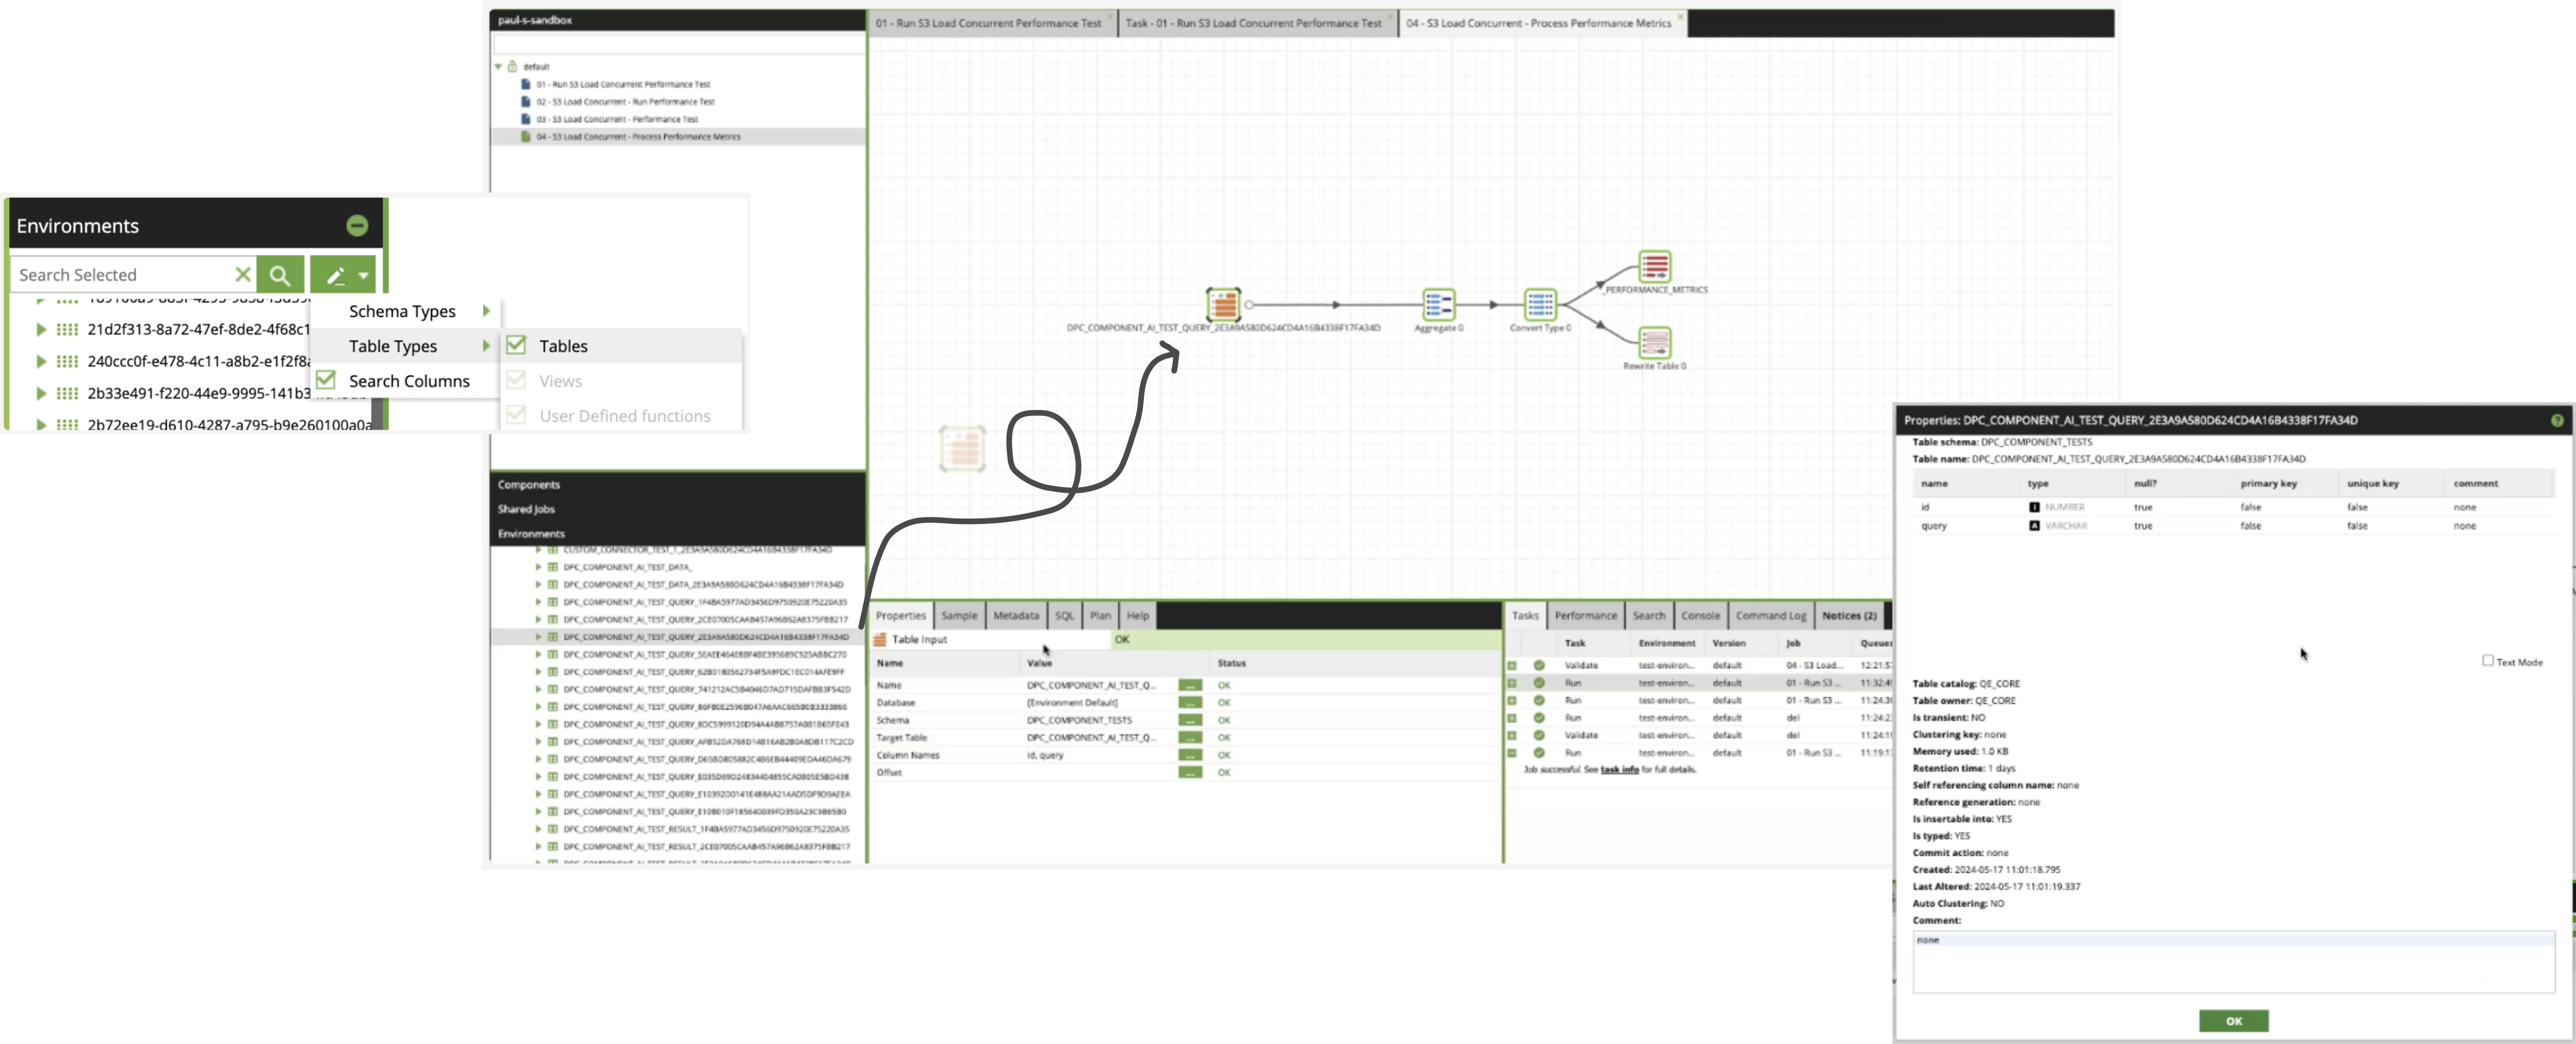 paul-s-sandbox
default
01 - Run S3 Load Concurrent Performance Test
02 - S3 Load Concurrent - Run Performance Test
03 - S3 Load Concurrent - Performance Test
04 - S3 Load Concurrent - Process Performance Metrics
01 - Run S3 Load Concurrent Performance Test
Task - 01 - Run S3 Load Concurrent Performance Test
04 - S3 Load Concurrent - Process Performance Metrics
Environments
Search Selected
21d2f313-8a72-47ef-8de2-4f68c1
240ccc0f-e478-4c11-a8b2-e1f2f8
2b33e491-f220-44e9-9995-141b3
2b72ee19-d610-4287-a795-b9e260100a0a
Schema Types
Table Types
Search Columns
Tables
Views
User Defined functions
DPC_COMPONENT_AI_TEST_QUERY_2E3A9A580D624CD4A16B4338F17FA34D
Aggregate 0
Convert Type 0
_PERFORMANCE_METRICS
Rewrite Table 0
Components
Shared Jobs
Environments
CUSTOM_CONNECTOR_TEST_1_2E3A9A580D624CD4A16B4338F17FA34D
DPC_COMPONENT_AI_TEST_DATA_
DPC_COMPONENT_AI_TEST_DATA_2E3A9A580D624CD4A16B4338F17FA34D
DPC_COMPONENT_AI_TEST_QUERY_1F4BA5977AD3456D9750920E75220A35
DPC_COMPONENT_AI_TEST_QUERY_2CE07005CAAB457A96B62A8375FBB217
DPC_COMPONENT_AI_TEST_QUERY_2E3A9A580D624CD4A16B4338F17FA34D
DPC_COMPONENT_AI_TEST_RESULT_1F4BA5977AD3456D9750920E75220A35
DPC_COMPONENT_AI_TEST_RESULT_2CE07005CAAB457A96B62A8375FBB217
Properties Sample Metadata SQL Plan Help
Table Input OK
Name Value Status
Name DPC_COMPONENT_AI_TEST_Q... ... OK
Database [Environment Default] ... OK
Schema DPC_COMPONENT_TESTS ... OK
Target Table DPC_COMPONENT_AI_TEST_Q... ... OK
Column Names id, query ... OK
Offset ... OK
Tasks Performance Search Console Command Log Notices (2)
Task Environment Version Job Queue
Validate test-environ... default 04 - S3 Load... 12:21:5
Run test-environ... default 01 - Run S3 ... 11:32:4
Run test-environ... default 01 - Run S3 ... 11:24:3
Run test-environ... default del 11:24:2
Validate test-environ... default del 11:24:1
Run test-environ... default 01 - Run S3 ... 11:19:1
Job successful. See task info for full details.
Properties: DPC_COMPONENT_AI_TEST_QUERY_2E3A9A580D624CD4A16B4338F17FA34D
Table schema: DPC_COMPONENT_TESTS
Table name: DPC_COMPONENT_AI_TEST_QUERY_2E3A9A580D624CD4A16B4338F17FA34D
name type null? primary key unique key comment
id NUMBER true false false none
query VARCHAR true false false none
Text Mode
Table catalog: QE_CORE
Table owner: QE_CORE
Is transient: NO
Clustering key: none
Memory used: 1.0 KB
Retention time: 1 days
Self referencing column name: none
Reference generation: none
Is insertable into: YES
Is typed: YES
Commit action: none
Created: 2024-05-17 11:01:18.795
Last Altered: 2024-05-17 11:01:19.337
Auto Clustering: NO
Comment:
none
OK